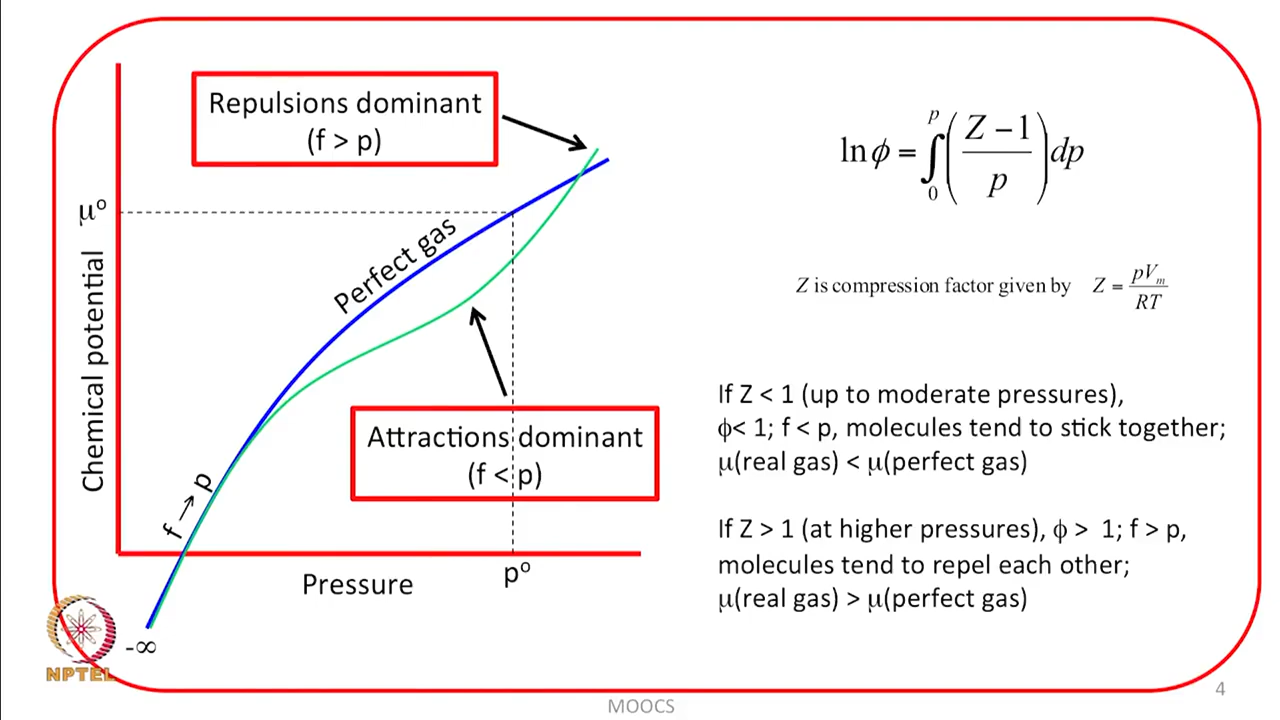 Repulsions dominant
(f > p)
μ°
Chemical potential
Perfect gas
Attractions dominant
(f < p)
f → p
Pressure
p°
-∞
NPTEL
ln ϕ = ∫₀ᵖ ( (Z − 1) / p ) dp
Z is compression factor given by Z = pVₘ / RT
If Z < 1 (up to moderate pressures),
ϕ< 1; f < p, molecules tend to stick together;
μ(real gas) < μ(perfect gas)
If Z > 1 (at higher pressures), ϕ > 1; f > p,
molecules tend to repel each other;
μ(real gas) > μ(perfect gas)
MOOCS
4